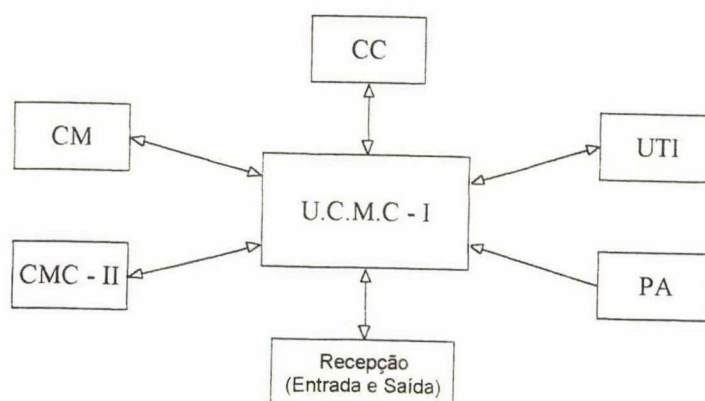 CC
CM
UTI
U.C.M.C - I
CMC - II
PA
Recepção
(Entrada e Saída)